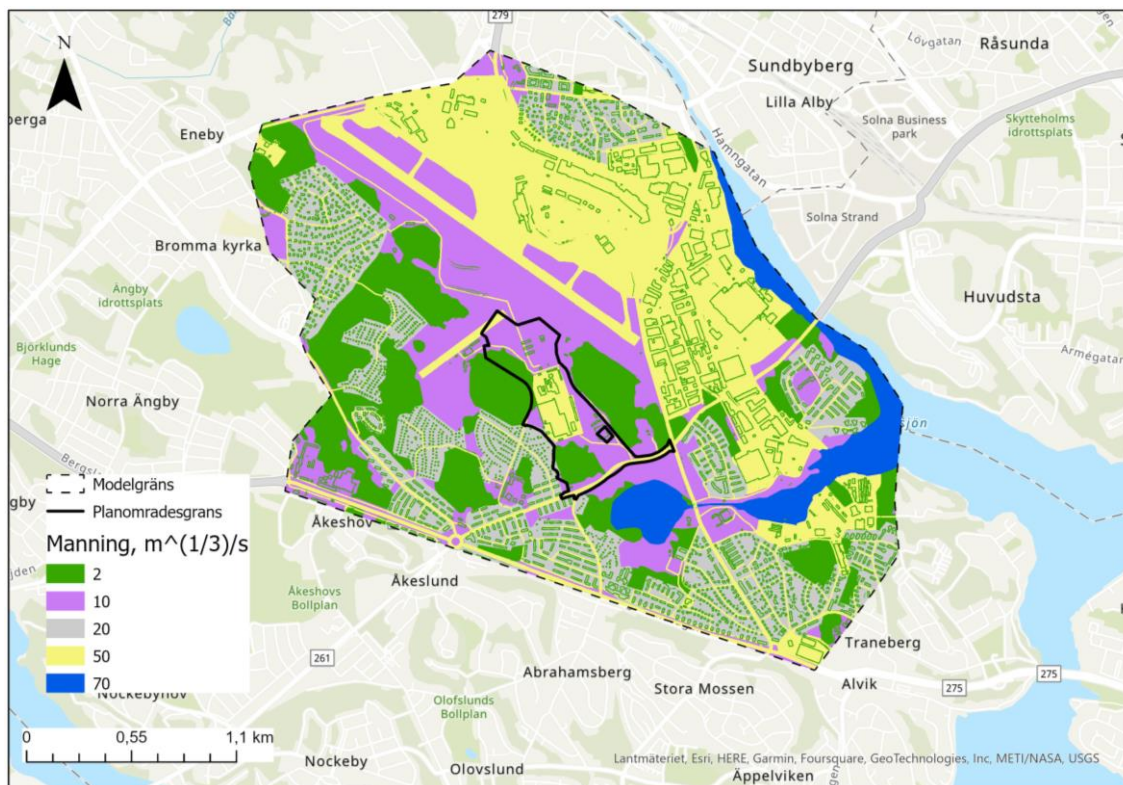 279
Lövgatan
Råsunda
Sundbyberg
N
Lilla Alby
Solna Business
park
Skytteholms
idrottsplats
Eneby
Hamngatan
Solna Strand
Bromma kyrka
Ängby
idrottsplats
Huvudsta
Björklunds
Hage
Armégatan
Norra Ängby
sjön
Modelgräns
Planomradesgrans
Manning, m^(1/3)/s
2
10
20
50
70
Åkeshov
Åkeslund
Åkeshovs
Bollplan
261
Traneberg
Abrahamsberg
Stora Mossen
Alvik
275
275
Nockebyhov
Olofslunds
Bollplan
0
0,55
1,1 km
Nockeby
Olovslund
Äppelviken
Lantmäteriet, Esri, HERE, Garmin, Foursquare, GeoTechnologies, Inc, METI/NASA, USGS